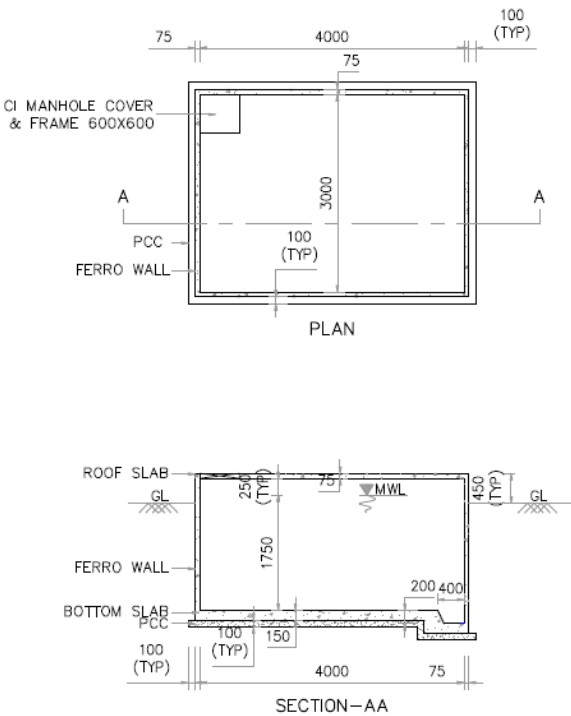 100
(TYP)
75
4000
75
CI MANHOLE COVER
& FRAME 600X600
3000
A
A
100
(TYP)
PCC
FERRO WALL
PLAN
ROOF SLAB
250
(TYP)
75
MWL
450
(TYP)
GL
GL
1750
FERRO WALL
200
400
BOTTOM SLAB
PCC
100
(TYP)
150
100
(TYP)
4000
75
SECTION-AA